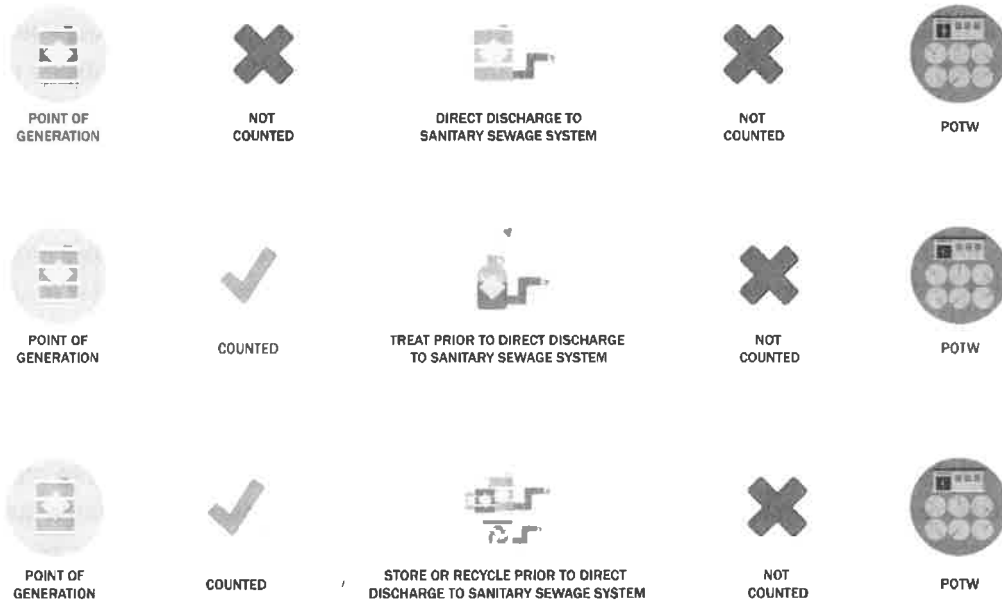 POINT OF
GENERATION
NOT
COUNTED
DIRECT DISCHARGE TO
SANITARY SEWAGE SYSTEM
NOT
COUNTED
POTW
POINT OF
GENERATION
COUNTED
TREAT PRIOR TO DIRECT DISCHARGE
TO SANITARY SEWAGE SYSTEM
NOT
COUNTED
POTW
POINT OF
GENERATION
COUNTED
STORE OR RECYCLE PRIOR TO DIRECT
DISCHARGE TO SANITARY SEWAGE SYSTEM
NOT
COUNTED
POTW